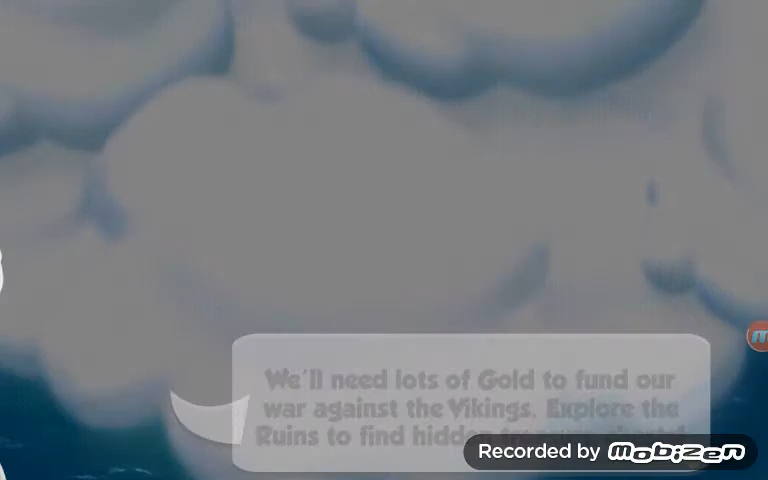 We'll need lots of Gold to fund our
war against the Vikings. Explore the
Ruins to find hidden
Recorded by mobizen